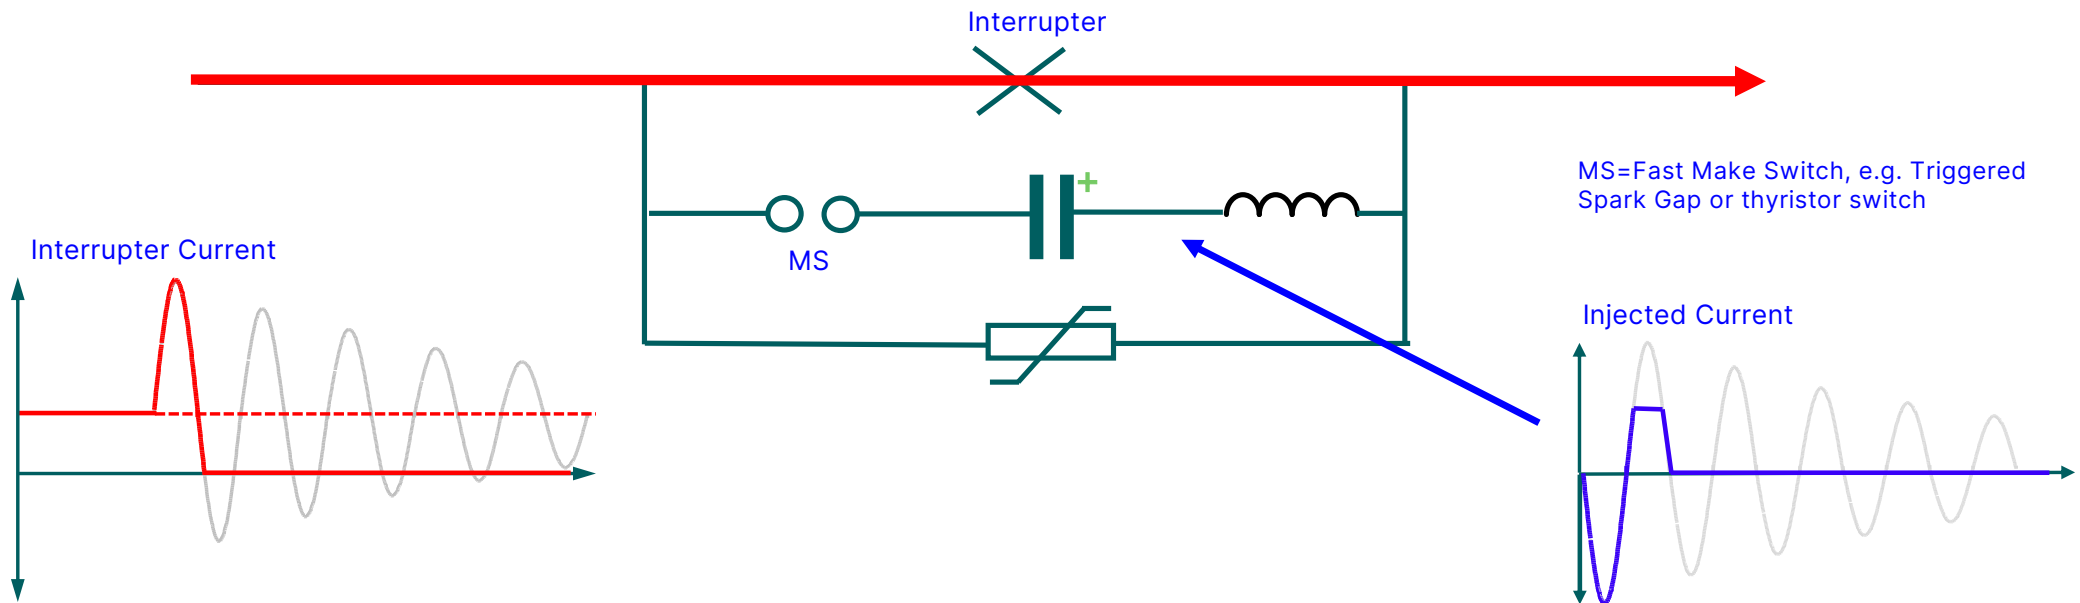 Interrupter
+
MS=Fast Make Switch, e.g. Triggered
Spark Gap or thyristor switch
Interrupter Current
MS
Injected Current